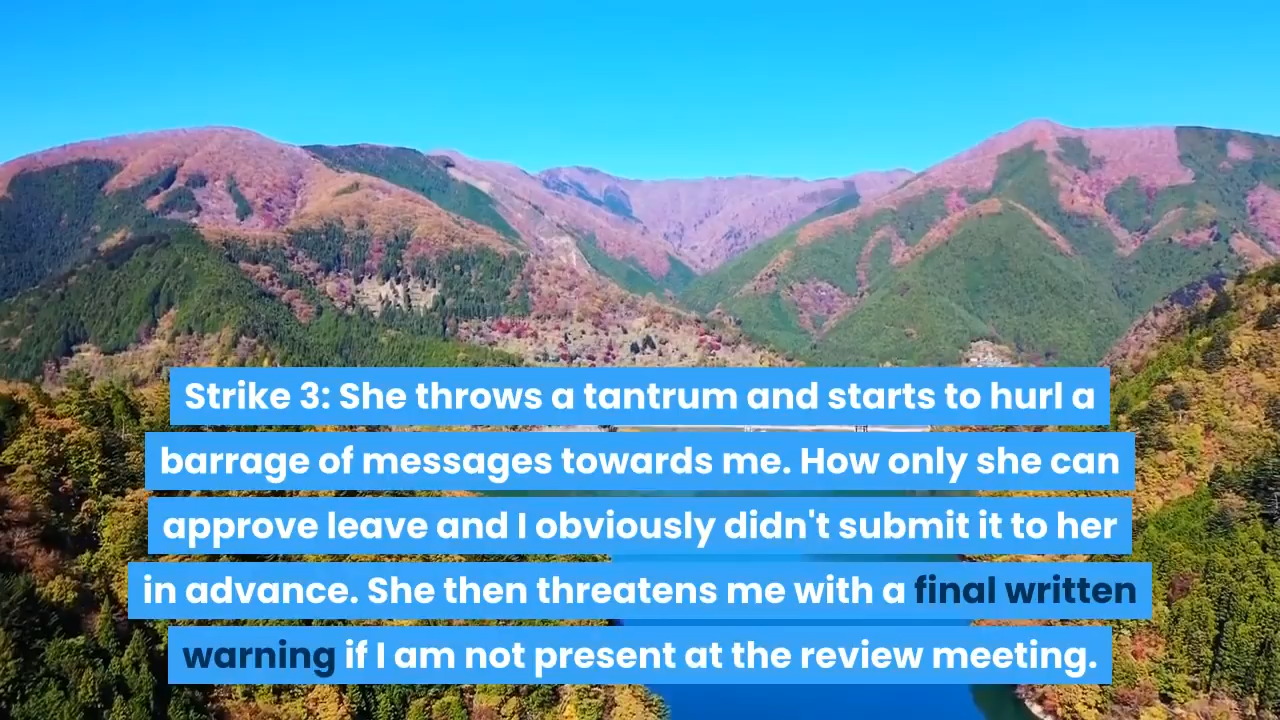 Strike 3: She throws a tantrum and starts to hurl a
barrage of messages towards me. How only she can
approve leave and I obviously didn't submit it to her
in advance. She then threatens me with a final written
warning if I am not present at the review meeting.